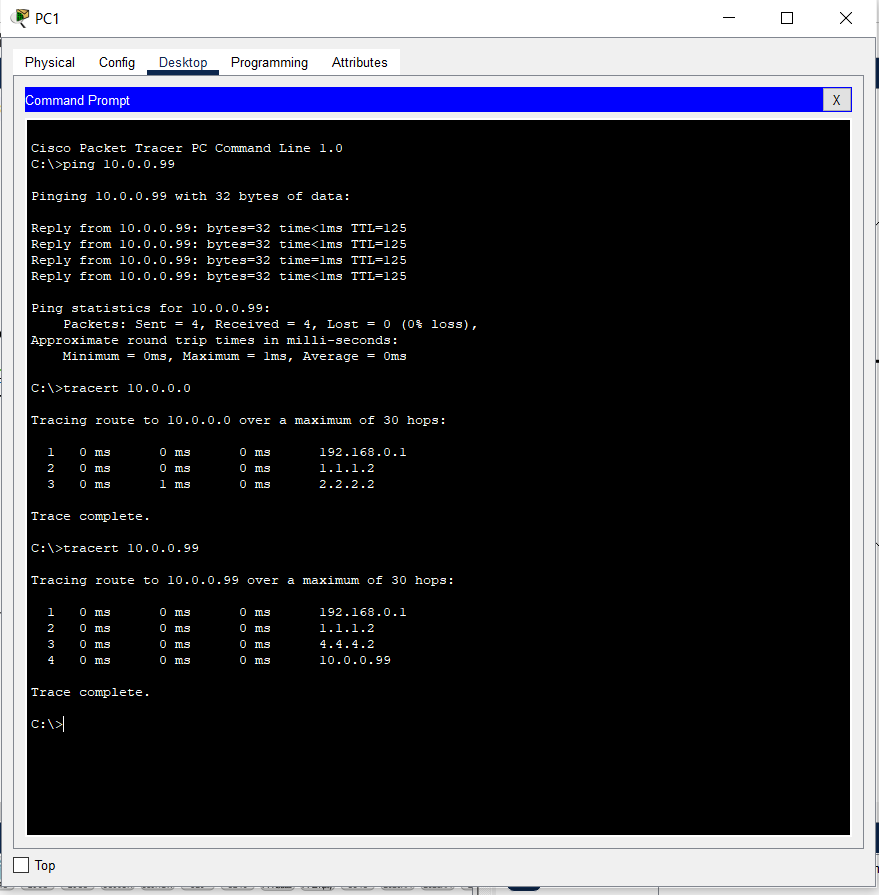 PC1
Physical Config Desktop Programming Attributes
Command Prompt X
Cisco Packet Tracer PC Command Line 1.0
C:\>ping 10.0.0.99
Pinging 10.0.0.99 with 32 bytes of data:
Reply from 10.0.0.99: bytes=32 time<1ms TTL=125
Reply from 10.0.0.99: bytes=32 time<1ms TTL=125
Reply from 10.0.0.99: bytes=32 time=1ms TTL=125
Reply from 10.0.0.99: bytes=32 time<1ms TTL=125
Ping statistics for 10.0.0.99:
Packets: Sent = 4, Received = 4, Lost = 0 (0% loss),
Approximate round trip times in milli-seconds:
Minimum = 0ms, Maximum = 1ms, Average = 0ms
C:\>tracert 10.0.0.0
Tracing route to 10.0.0.0 over a maximum of 30 hops:
1 0 ms 0 ms 0 ms 192.168.0.1
2 0 ms 0 ms 0 ms 1.1.1.2
3 0 ms 1 ms 0 ms 2.2.2.2
Trace complete.
C:\>tracert 10.0.0.99
Tracing route to 10.0.0.99 over a maximum of 30 hops:
1 0 ms 0 ms 0 ms 192.168.0.1
2 0 ms 0 ms 0 ms 1.1.1.2
3 0 ms 0 ms 0 ms 4.4.4.2
4 0 ms 0 ms 0 ms 10.0.0.99
Trace complete.
C:\>
Top